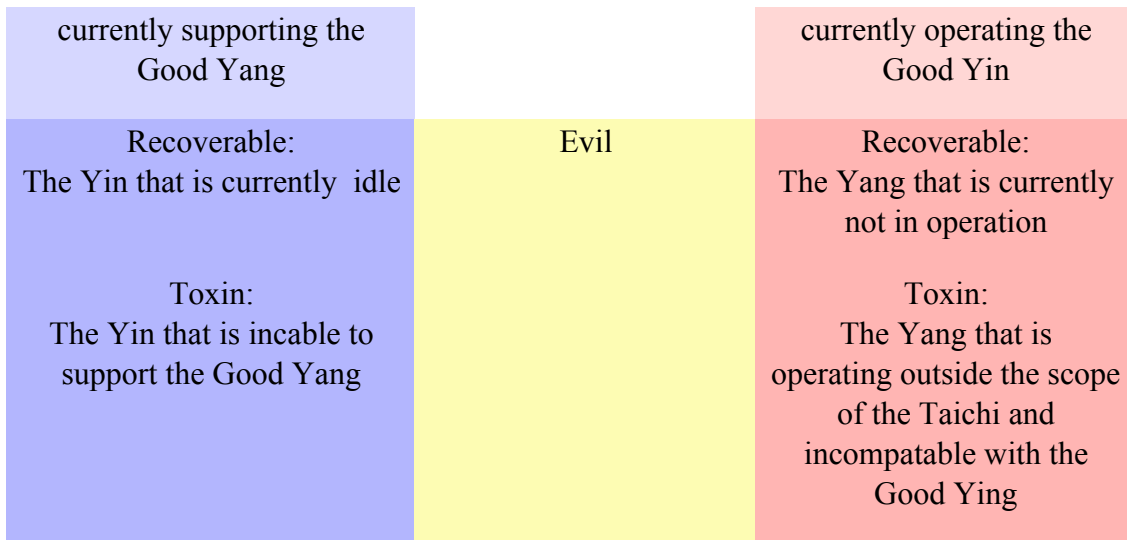 currently supporting the
Good Yang
currently operating the
Good Yin
Recoverable:
The Yin that is currently  idle
Toxin:
The Yin that is incable to
support the Good Yang
Evil
Recoverable:
The Yang that is currently
not in operation
Toxin:
The Yang that is
operating outside the scope
of the Taichi and
incompatable with the
Good Ying